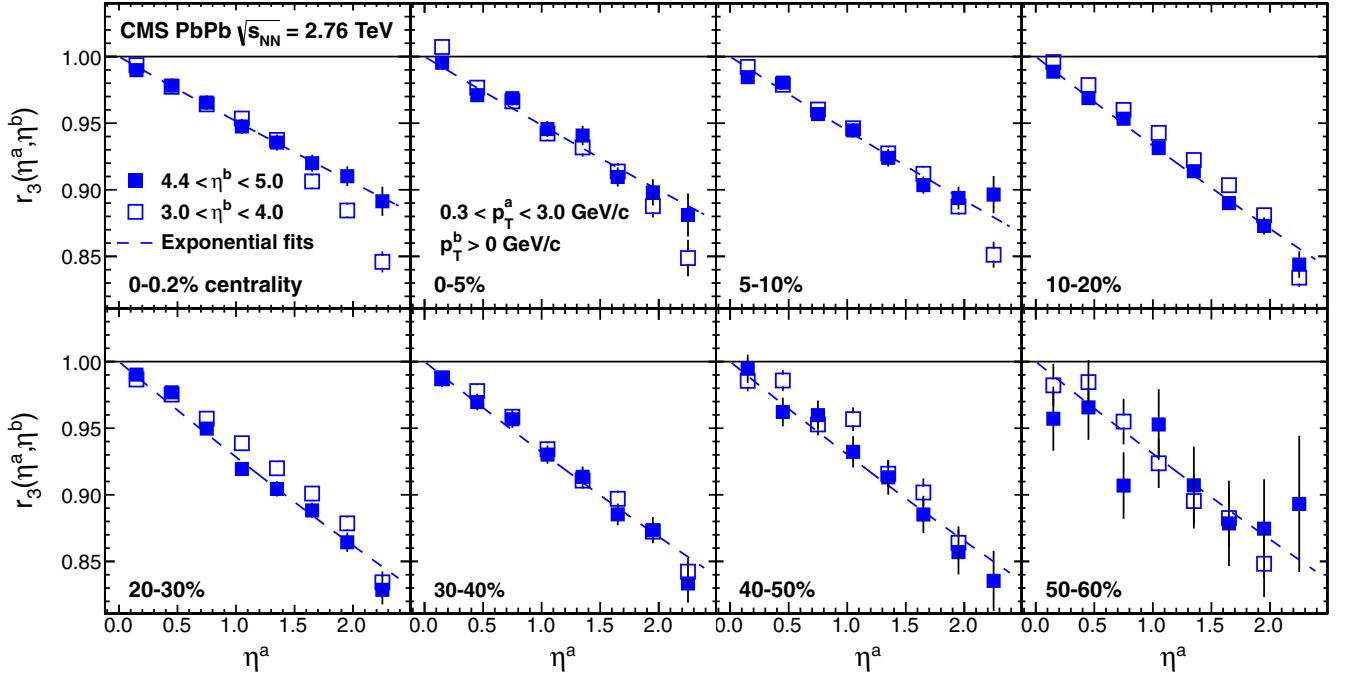 CMS PbPb √s_NN = 2.76 TeV
r₃(ηᵃ,ηᵇ)
1.00
0.95
0.90
0.85
4.4 < ηᵇ < 5.0
3.0 < ηᵇ < 4.0
Exponential fits
0-0.2% centrality
0.3 < p_T^a < 3.0 GeV/c
p_T^b > 0 GeV/c
0-5%
5-10%
10-20%
r₃(ηᵃ,ηᵇ)
1.00
0.95
0.90
0.85
20-30%
30-40%
40-50%
50-60%
0.0 0.5 1.0 1.5 2.0 0.0 0.5 1.0 1.5 2.0 0.0 0.5 1.0 1.5 2.0 0.0 0.5 1.0 1.5 2.0
ηᵃ ηᵃ ηᵃ ηᵃ